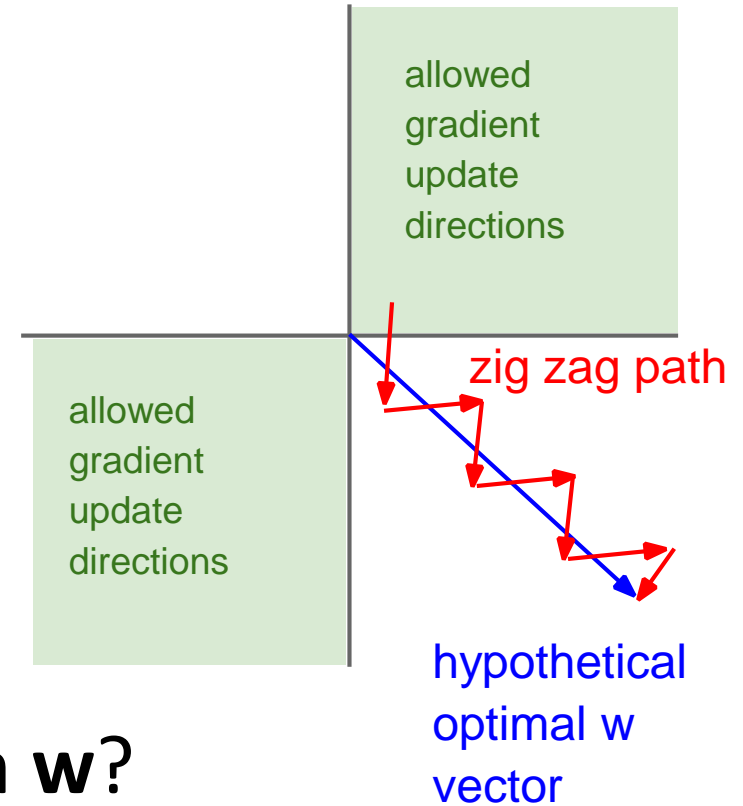 allowed
gradient
update
directions
zig zag path
allowed
gradient
update
directions
hypothetical
optimal w
vector
w?